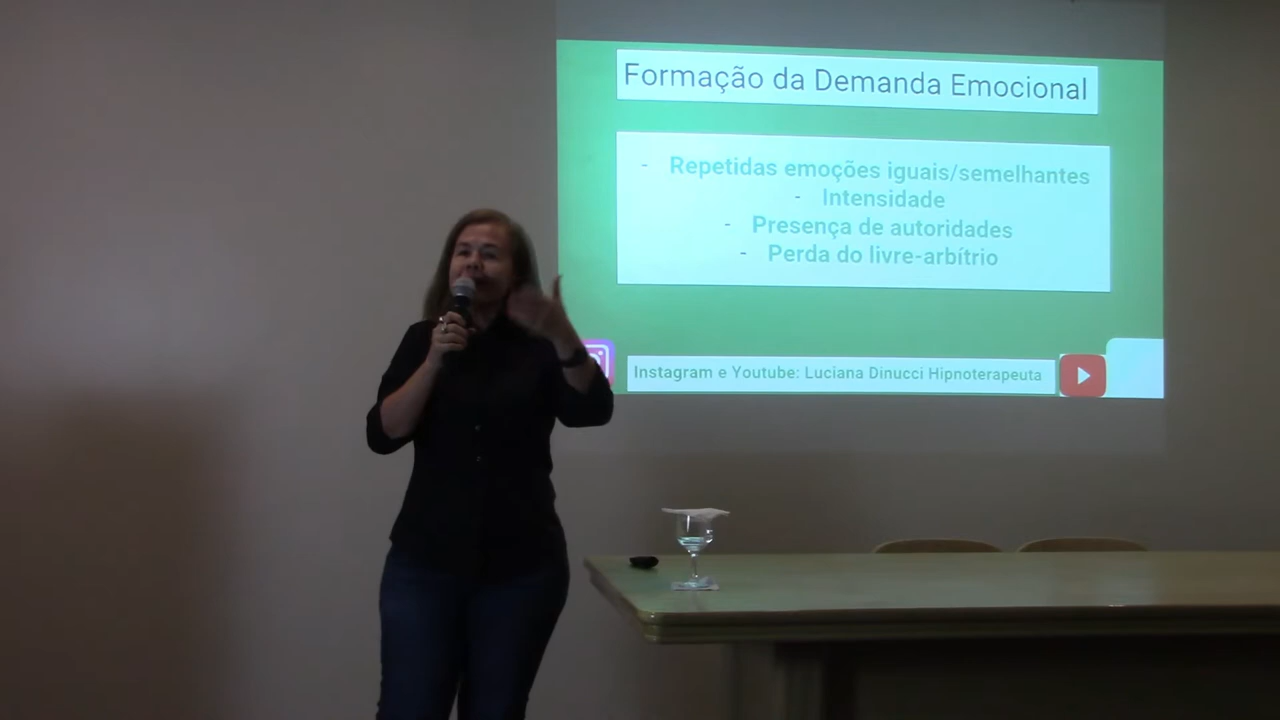 Formação da Demanda Emocional
- Repetidas emoções iguais/semelhantes
- Intensidade
- Presença de autoridades
- Perda do livre-arbítrio
Instagram e Youtube: Luciana Dinucci Hipnoterapeuta